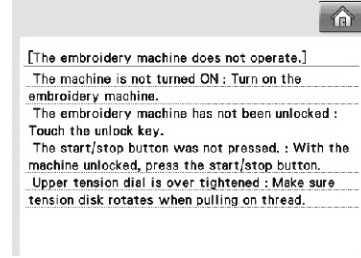 [The embroidery machine does not operate.]
The machine is not turned ON : Turn on the
embroidery machine.
The embroidery machine has not been unlocked :
Touch the unlock key.
The start/stop button was not pressed. : With the
machine unlocked, press the start/stop button.
Upper tension dial is over tightened : Make sure
tension disk rotates when pulling on thread.